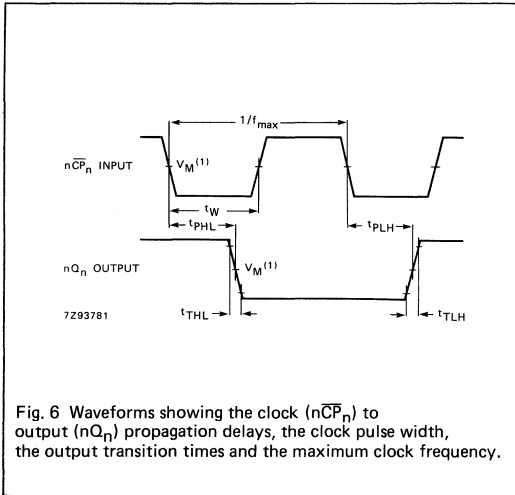 1/fmax
nC̅P̅n INPUT
VM(1)
tW
tPHL
tPLH
nQn OUTPUT
VM(1)
7Z93781
tTHL
tTLH
Fig. 6 Waveforms showing the clock (nC̅P̅n) to
output (nQn) propagation delays, the clock pulse width,
the output transition times and the maximum clock frequency.